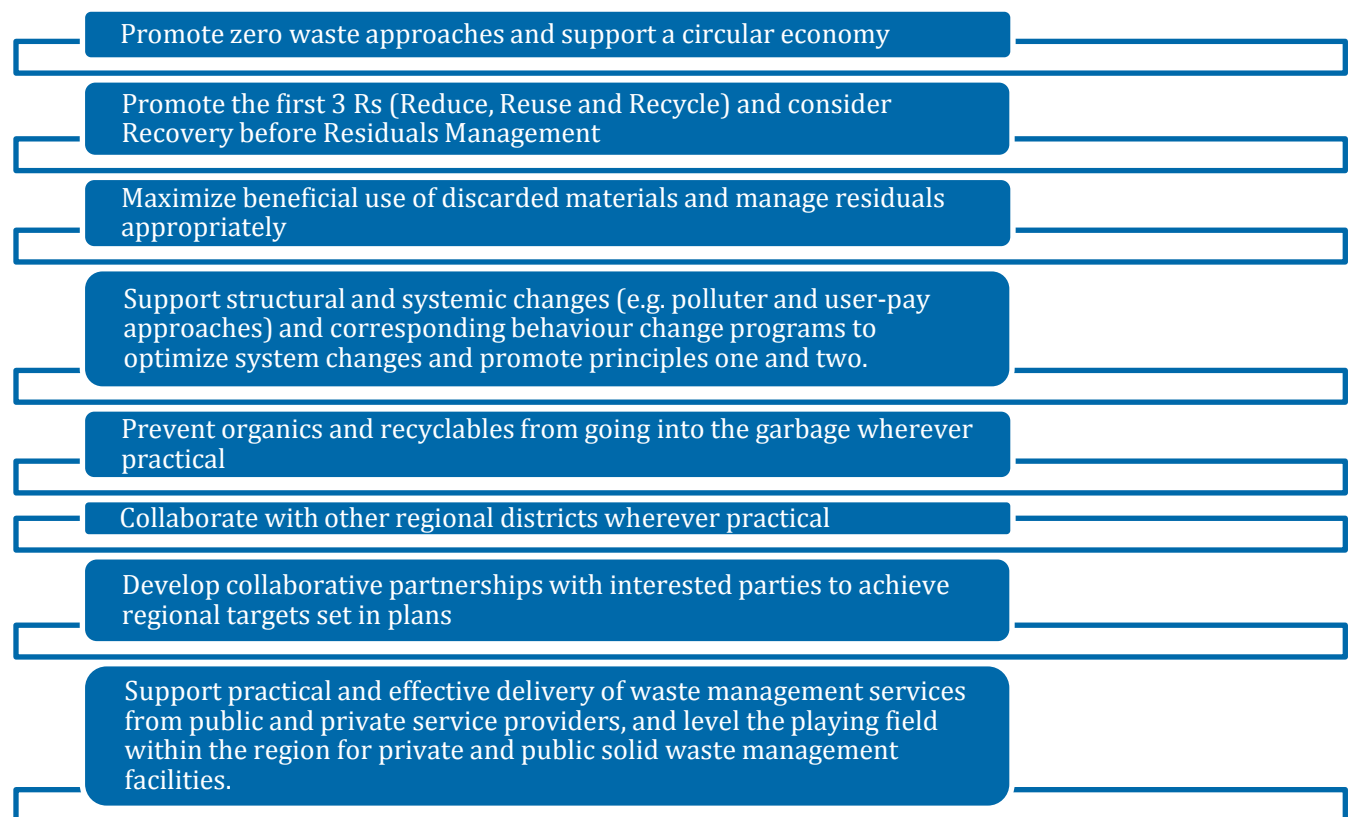 Promote zero waste approaches and support a circular economy
Promote the first 3 Rs (Reduce, Reuse and Recycle) and consider
Recovery before Residuals Management
Maximize beneficial use of discarded materials and manage residuals
appropriately
Support structural and systemic changes (e.g. polluter and user-pay
approaches) and corresponding behaviour change programs to
optimize system changes and promote principles one and two.
Prevent organics and recyclables from going into the garbage wherever
practical
Collaborate with other regional districts wherever practical
Develop collaborative partnerships with interested parties to achieve
regional targets set in plans
Support practical and effective delivery of waste management services
from public and private service providers, and level the playing field
within the region for private and public solid waste management
facilities.